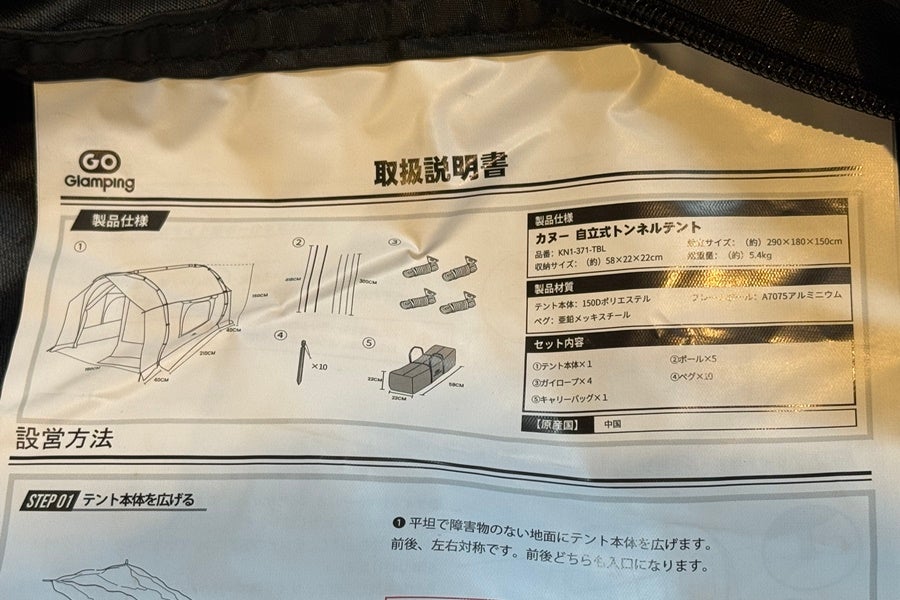 GO
Glamping
取扱説明書
製品仕様
①
②
③
150CM
40CM
210CM
180CM
60CM
④
×10
⑤
22CM
22CM
58CM
製品仕様
カヌー 自立式トンネルテント
品番：KN1-371-TBL
サイズ：（約）290×180×150cm
収納サイズ：（約）58×22×22cm
総重量：（約）5.4kg
製品材質
テント本体：150Dポリエステル
A7075アルミニウム
ペグ：亜鉛メッキスチール
セット内容
①テント本体×1
②ポール×5
③ガイロープ×4
④ペグ×10
⑤キャリーバッグ×1
【原産国】 中国
設営方法
STEP 01 テント本体を広げる
❶ 平坦で障害物のない地面にテント本体を広げます。
前後、左右対称です。前後どちらも入口になります。